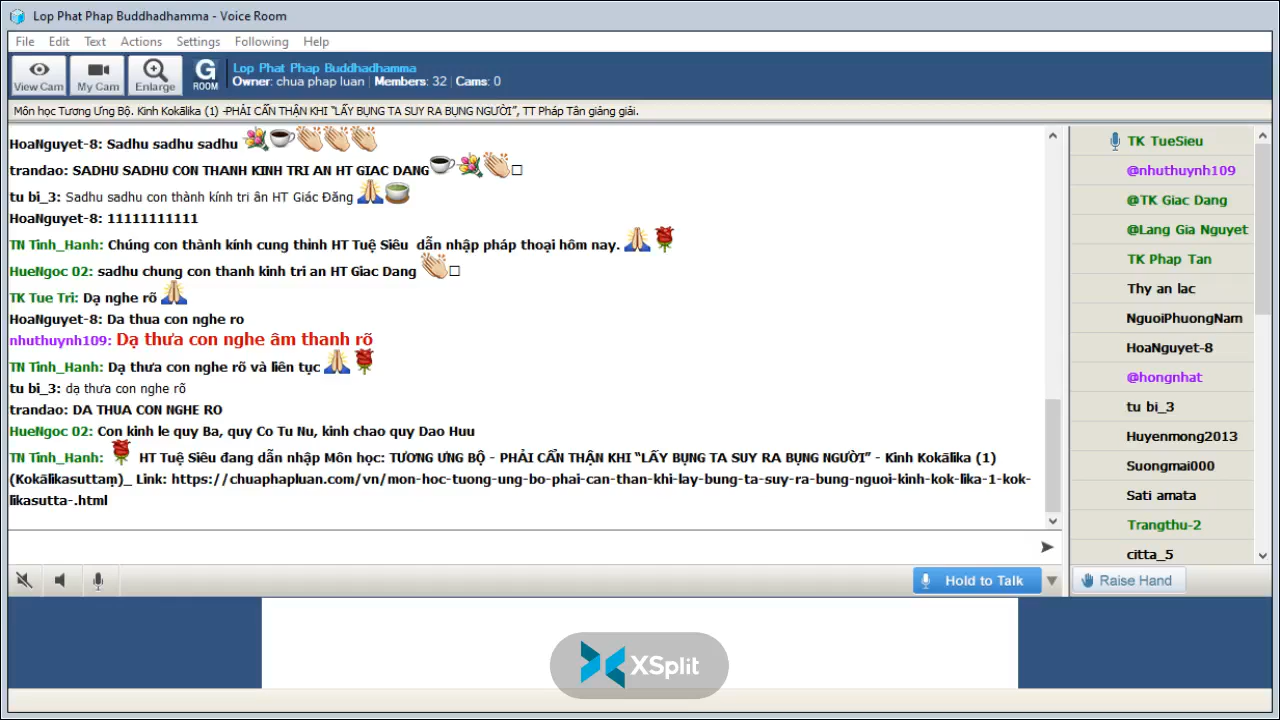 Lop Phat Phap Buddhadhamma - Voice Room
File Edit Text Actions Settings Following Help
View Cam My Cam Enlarge G ROOM
Lop Phat Phap Buddhadhamma
Owner: chua phap luan | Members: 32 | Cams: 0
Môn học Tương Ưng Bộ. Kinh Kokālika (1) -PHẢI CẨN THẬN KHI “LẤY BỤNG TA SUY RA BỤNG NGƯỜI”, TT Pháp Tân giảng giải.
HoaNguyet-8: Sadhu sadhu sadhu
trandao: SADHU SADHU CON THANH KINH TRI AN HT GIAC DANG
tu bi_3: Sadhu sadhu con thành kính tri ân HT Giác Đăng
HoaNguyet-8: 11111111111
TN Tinh_Hanh: Chúng con thành kính cung thỉnh HT Tuệ Siêu dẫn nhập pháp thoại hôm nay.
HueNgoc 02: sadhu chung con thanh kinh tri an HT Giac Dang
TK Tue Tri: Dạ nghe rõ
HoaNguyet-8: Da thua con nghe ro
nhuthuynh109: Dạ thưa con nghe âm thanh rõ
TN Tinh_Hanh: Dạ thưa con nghe rõ và liên tục
tu bi_3: dạ thưa con nghe rõ
trandao: DA THUA CON NGHE RO
HueNgoc 02: Con kinh le quy Ba, quy Co Tu Nu, kinh chao quy Dao Huu
TN Tinh_Hanh: HT Tuệ Siêu đang dẫn nhập Môn học: TƯƠNG ƯNG BỘ - PHẢI CẨN THẬN KHI “LẤY BỤNG TA SUY RA BỤNG NGƯỜI” - Kinh Kokālika (1)
(Kokālikasuttaṃ)_ Link: https://chuaphapluan.com/vn/mon-hoc-tuong-ung-bo-phai-can-than-khi-lay-bung-ta-suy-ra-bung-nguoi-kinh-kok-lika-1-kok-
likasutta-.html
TK TueSieu
@nhuthuynh109
@TK Giac Dang
@Lang Gia Nguyet
TK Phap Tan
Thy an lac
NguoiPhuongNam
HoaNguyet-8
@hongnhat
tu bi_3
Huyenmong2013
Suongmai000
Sati amata
Trangthu-2
citta_5
Hold to Talk
Raise Hand
XSplit